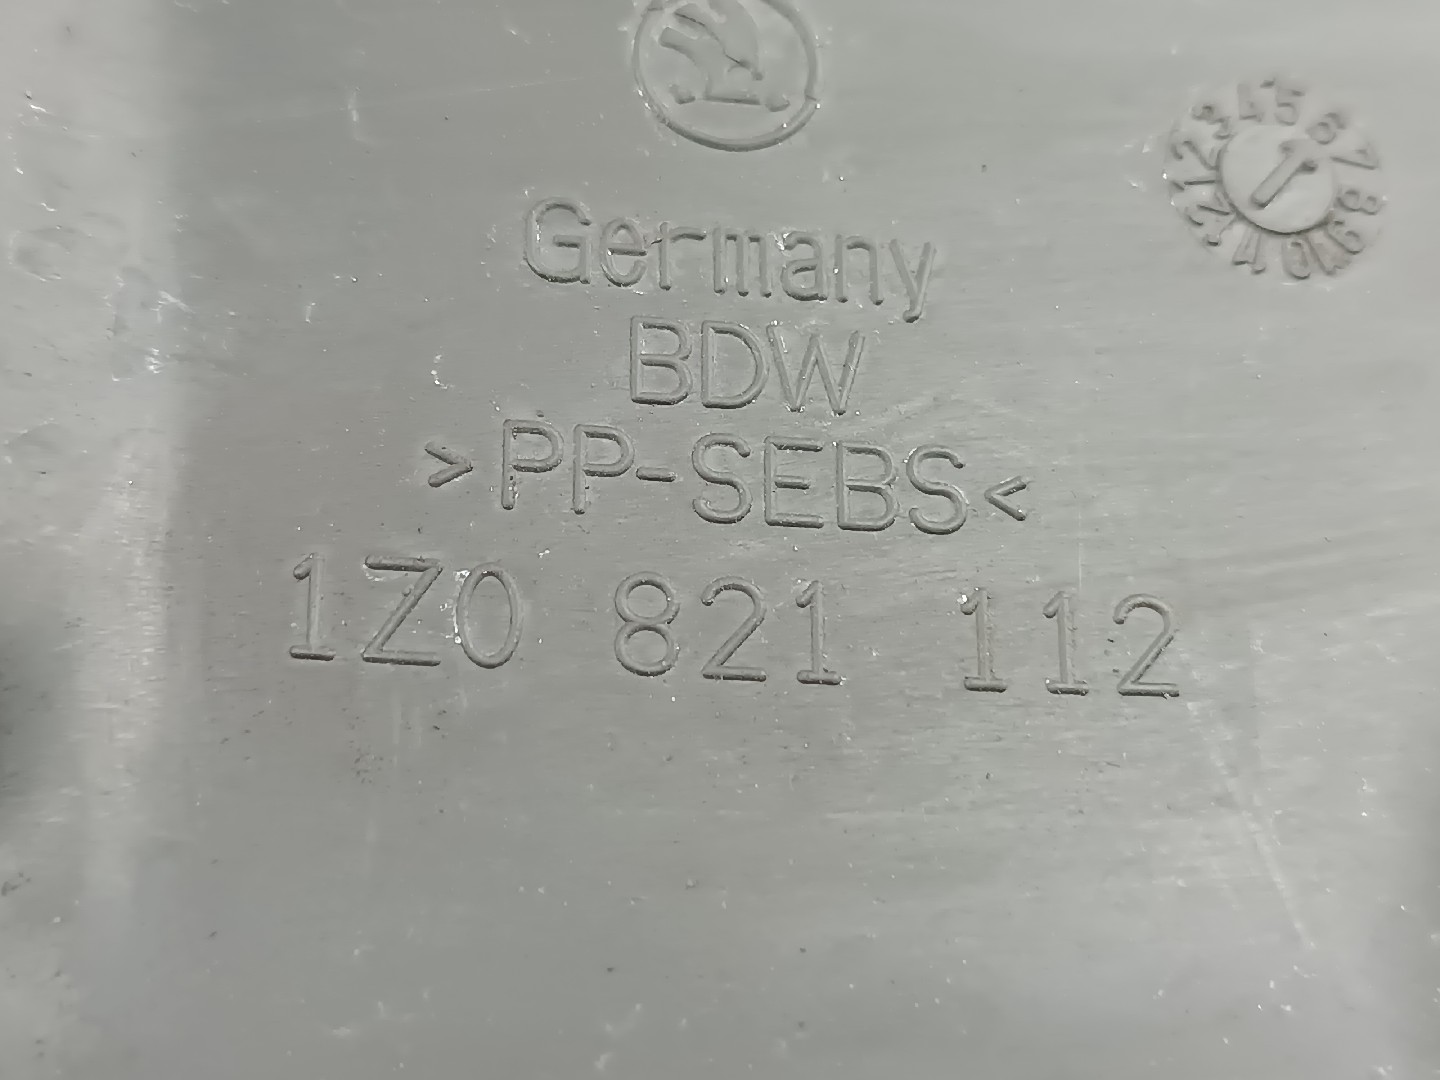 Germany
BDW
>PP-SEBS<
1Z0 821 112